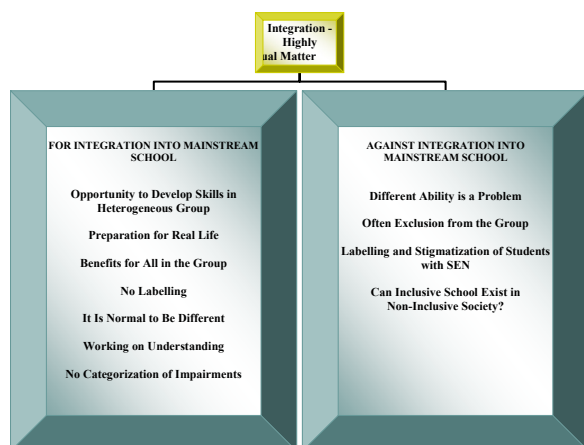 Integration -
Highly
ual Matter
FOR INTEGRATION INTO MAINSTREAM
SCHOOL
Opportunity to Develop Skills in
Heterogeneous Group
Preparation for Real Life
Benefits for All in the Group
No Labelling
It Is Normal to Be Different
Working on Understanding
No Categorization of Impairments
AGAINST INTEGRATION INTO
MAINSTREAM SCHOOL
Different Ability is a Problem
Often Exclusion from the Group
Labelling and Stigmatization of Students
with SEN
Can Inclusive School Exist in
Non-Inclusive Society?